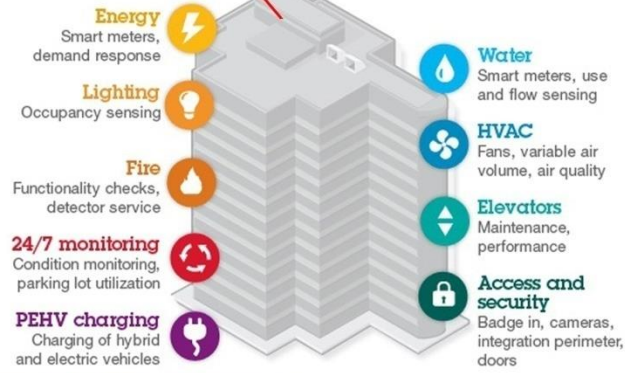 Energy
Smart meters,
demand response
Lighting
Occupancy sensing
Fire
Functionality checks,
detector service
24/7 monitoring
Condition monitoring,
parking lot utilization
PEHV charging
Charging of hybrid
and electric vehicles
Water
Smart meters, use
and flow sensing
HVAC
Fans, variable air
volume, air quality
Elevators
Maintenance,
performance
Access and
security
Badge in, cameras,
integration perimeter,
doors